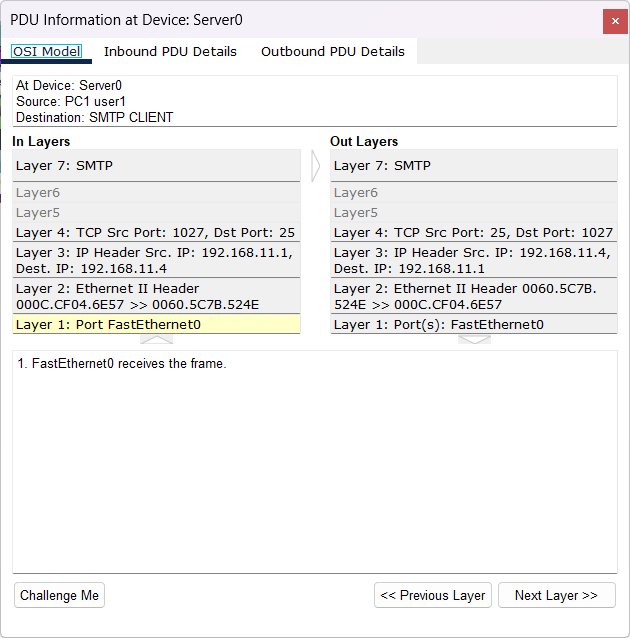 PDU Information at Device: Server0
OSI Model Inbound PDU Details Outbound PDU Details
At Device: Server0
Source: PC1 user1
Destination: SMTP CLIENT
In Layers
Layer 7: SMTP
Layer6
Layer5
Layer 4: TCP Src Port: 1027, Dst Port: 25
Layer 3: IP Header Src. IP: 192.168.11.1,
Dest. IP: 192.168.11.4
Layer 2: Ethernet II Header
000C.CF04.6E57 >> 0060.5C7B.524E
Layer 1: Port FastEthernet0
Out Layers
Layer 7: SMTP
Layer6
Layer5
Layer 4: TCP Src Port: 25, Dst Port: 1027
Layer 3: IP Header Src. IP: 192.168.11.4,
Dest. IP: 192.168.11.1
Layer 2: Ethernet II Header 0060.5C7B.
524E >> 000C.CF04.6E57
Layer 1: Port(s): FastEthernet0
1. FastEthernet0 receives the frame.
Challenge Me
<< Previous Layer
Next Layer >>